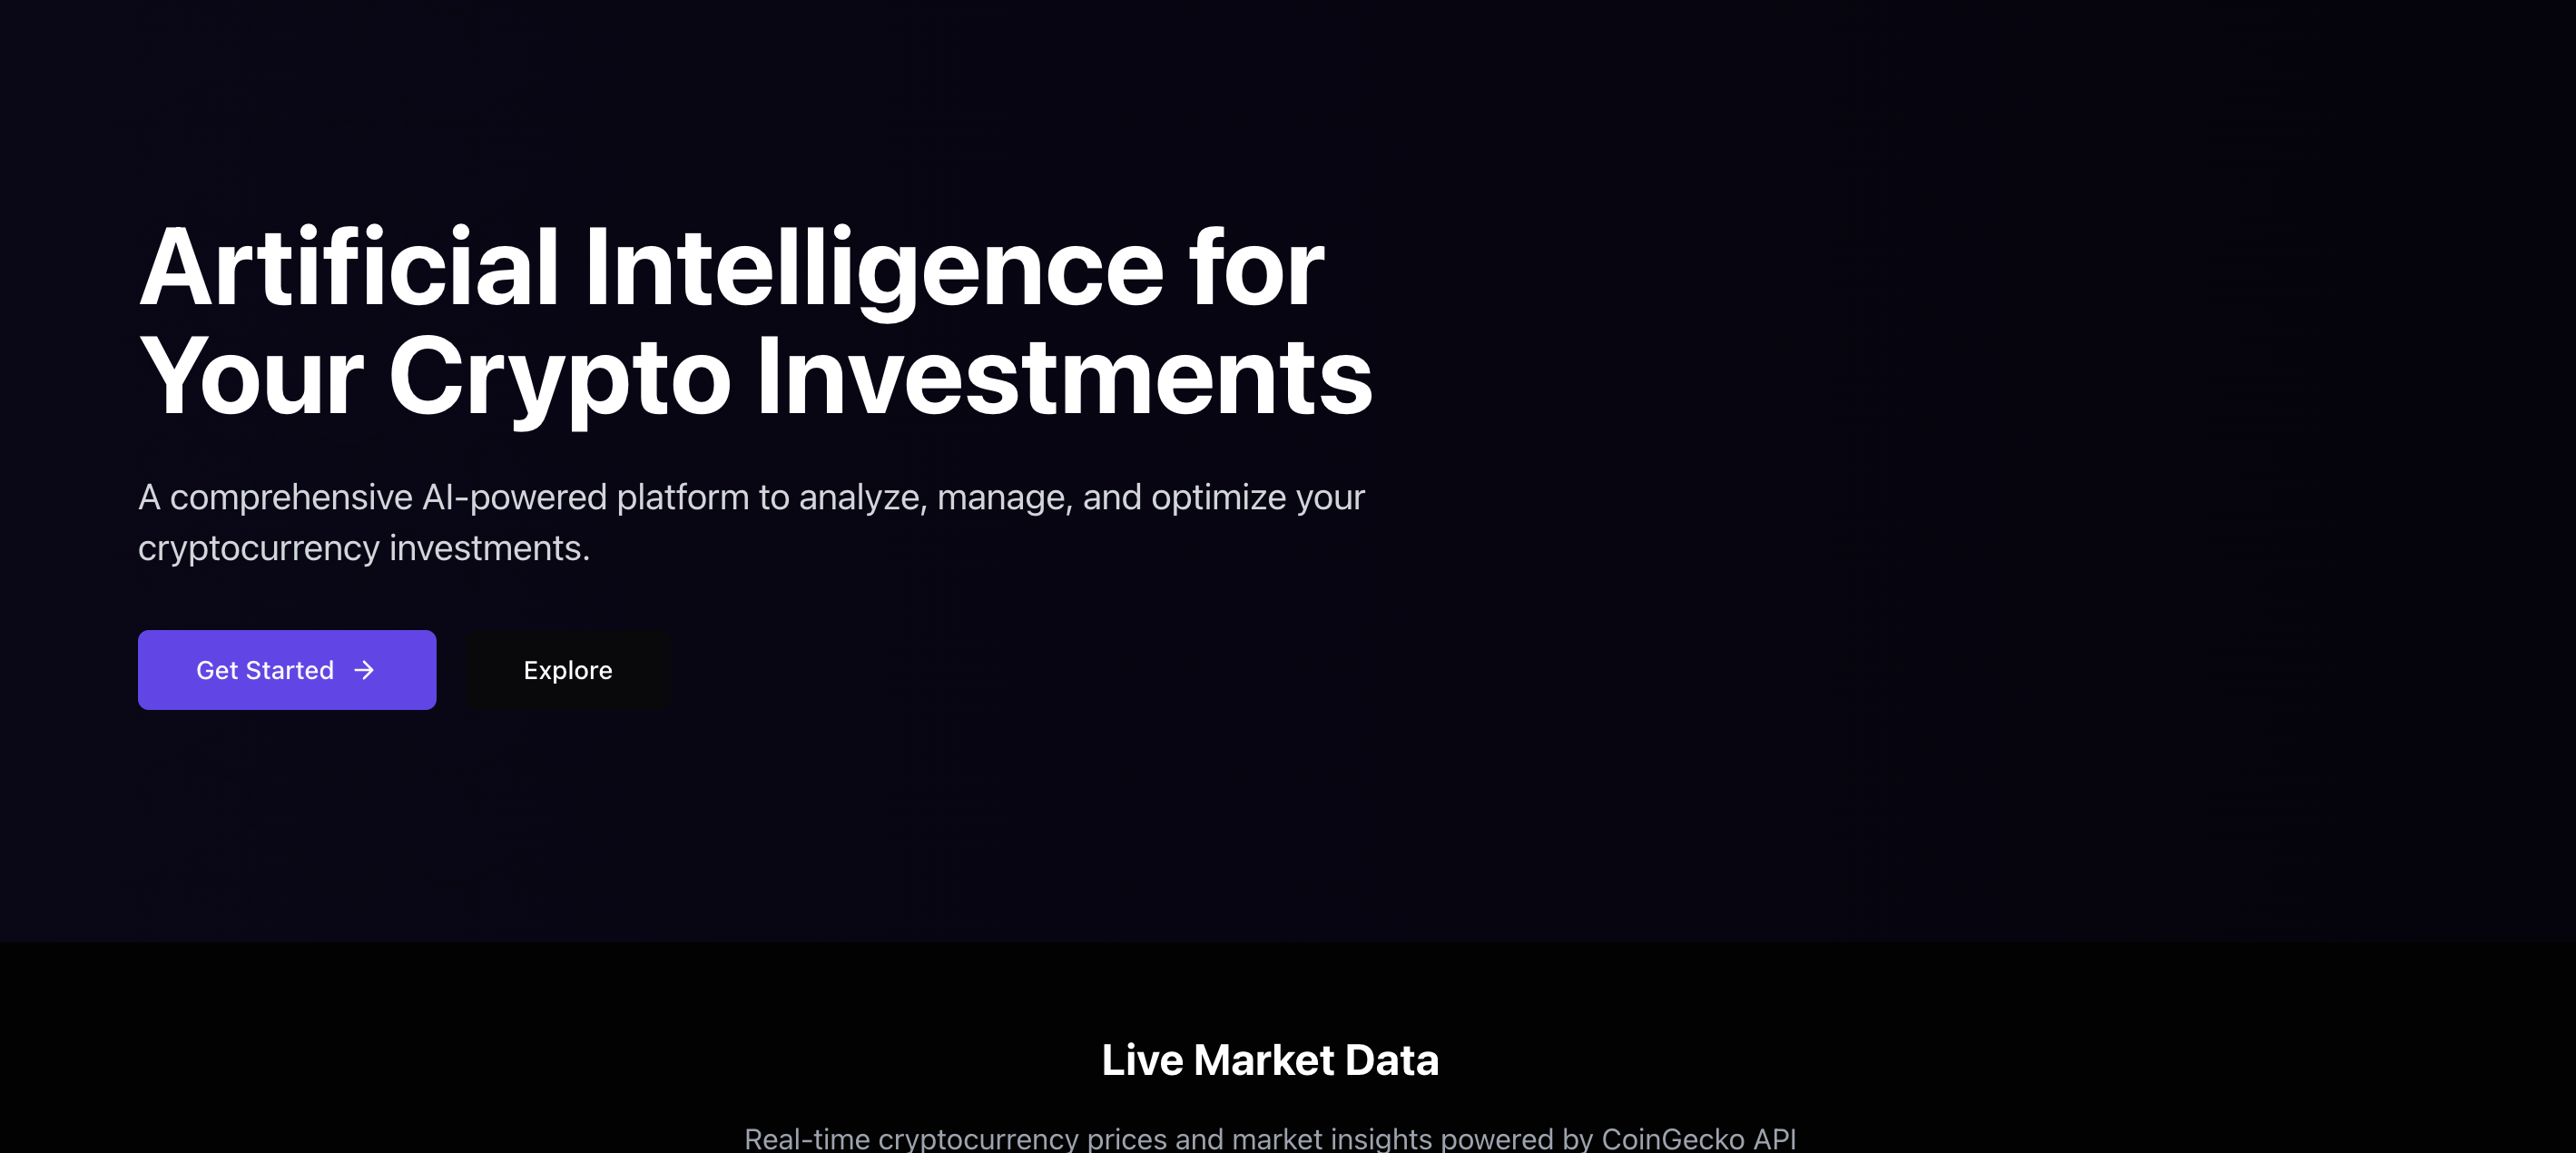 Artificial Intelligence for
Your Crypto Investments
A comprehensive AI-powered platform to analyze, manage, and optimize your
cryptocurrency investments.
Get Started →
Explore
Live Market Data
Real-time cryptocurrency prices and market insights powered by CoinGecko API